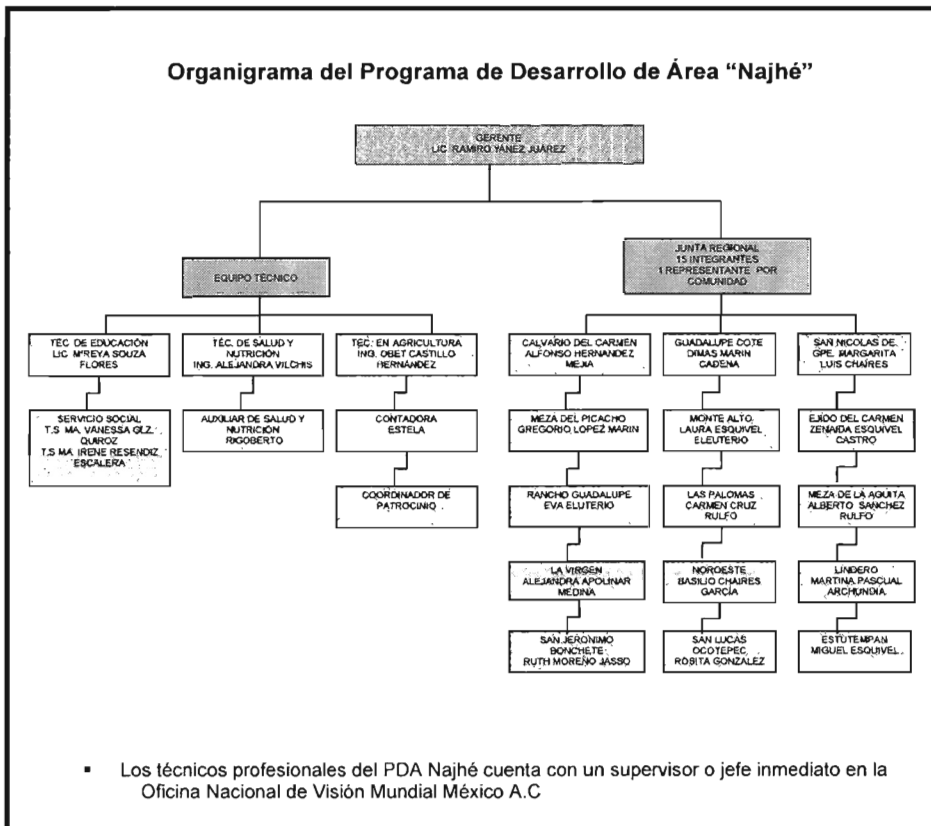 Organigrama del Programa de Desarrollo de Área “Najhé”
GERENTE
LIC. RAMIRO YANEZ JUAREZ
EQUIPO TÉCNICO
JUNTA REGIONAL
15 INTEGRANTES
1 REPRESENTANTE POR
COMUNIDAD
TÉC DE EDUCACIÓN
LIC. MIREYA SOUZA
FLORES
TÉC. DE SALUD Y
NUTRICIÓN
ING. ALEJANDRA VILCHIS
TEC. EN AGRICULTURA
ING. OBET CASTILLO
HERNÁNDEZ
CALVARIO DEL CARMEN
ALFONSO HERNANDEZ
MEJIA
GUADALUPE COTE
DIMAS MARIN
CADENA
SAN NICOLAS DE
GPE. MARGARITA
LUIS CHAIRES
SERVICIO SOCIAL
T.S MA. VANESSA GLZ.
QUIROZ
T.S MA. IRENE RESENDIZ
ESCALERA
AUXILIAR DE SALUD Y
NUTRICIÓN
RIGOBERTO
CONTADORA
ESTELA
MEZA DEL PICACHO
GREGORIO LOPEZ MARIN
MONTE ALTO
LAURA ESQUIVEL
ELEUTERIO
EJIDO DEL CARMEN
ZENAIDA ESQUIVEL
CASTRO
COORDINADOR DE
PATROCINIO
RANCHO GUADALUPE
EVA ELUTERIO
LAS PALOMAS
CARMEN CRUZ
RULFO
MEZA DE LA AGUITA
ALBERTO SANCHEZ
RULFO
LA VIRGEN
ALEJANDRA APOLINAR
MEDINA
NOROESTE
BASILIO CHAIRES
GARCÍA
LINDERO
MARTINA PASCUAL
ARCHUNDIA
SAN JERONIMO
BONCHETE
RUTH MOREÑO JASSO
SAN LUCAS
OCOTEPEC
ROSITA GONZALEZ
ESTUTEMPAN
MIGUEL ESQUIVEL
▪ Los técnicos profesionales del PDA Najhé cuenta con un supervisor o jefe inmediato en la
Oficina Nacional de Visión Mundial México A.C